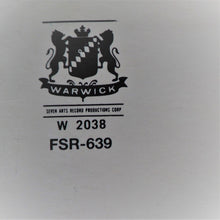 WARWICK
SEVEN ARTS RECORD PRODUCTIONS CORP
W 2038
FSR-639